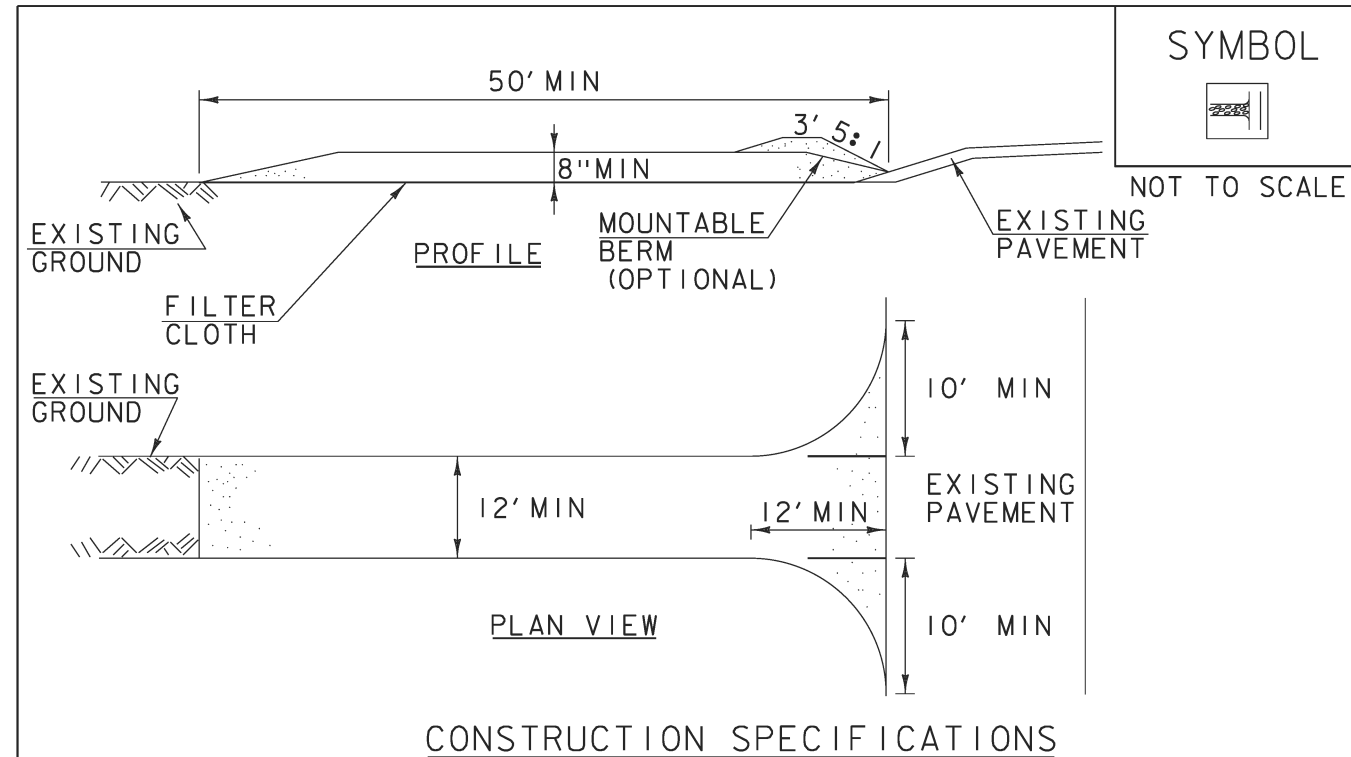 SYMBOL
NOT TO SCALE
50' MIN
3' 5:1
8" MIN
EXISTING
GROUND
PROFILE
MOUNTABLE
BERM
(OPTIONAL)
EXISTING
PAVEMENT
FILTER
CLOTH
EXISTING
GROUND
10' MIN
12' MIN
12' MIN
EXISTING
PAVEMENT
10' MIN
PLAN VIEW
CONSTRUCTION SPECIFICATIONS